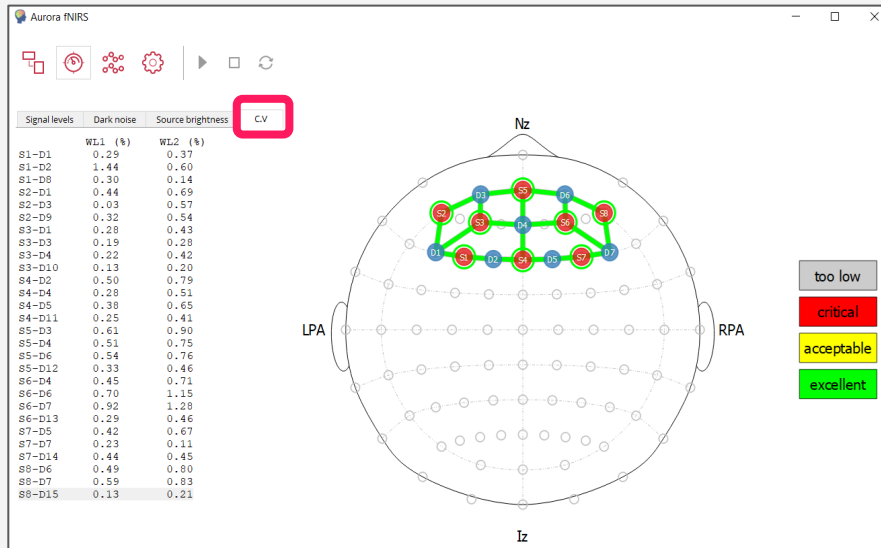 Aurora fNIRS
Signal levels Dark noise Source brightness C.V
WL1 (%) WL2 (%)
S1-D1 0.29 0.37
S1-D2 1.44 0.60
S1-D8 0.30 0.14
S2-D1 0.44 0.69
S2-D3 0.03 0.57
S2-D9 0.32 0.54
S3-D1 0.28 0.43
S3-D3 0.19 0.28
S3-D4 0.22 0.42
S3-D10 0.13 0.20
S4-D2 0.50 0.79
S4-D4 0.28 0.51
S4-D5 0.38 0.65
S4-D11 0.25 0.41
S5-D3 0.61 0.90
S5-D4 0.51 0.75
S5-D6 0.54 0.76
S5-D12 0.33 0.46
S6-D4 0.45 0.71
S6-D6 0.70 1.15
S6-D7 0.92 1.28
S6-D13 0.29 0.46
S7-D5 0.42 0.67
S7-D7 0.23 0.11
S7-D14 0.44 0.45
S8-D6 0.49 0.80
S8-D7 0.59 0.83
S8-D15 0.13 0.21
Nz
D3 S5 D6
S2 S8
S3 D4 S6
D1 D7
S1 D2 S4 D5 S7
LPA RPA
Iz
too low
critical
acceptable
excellent